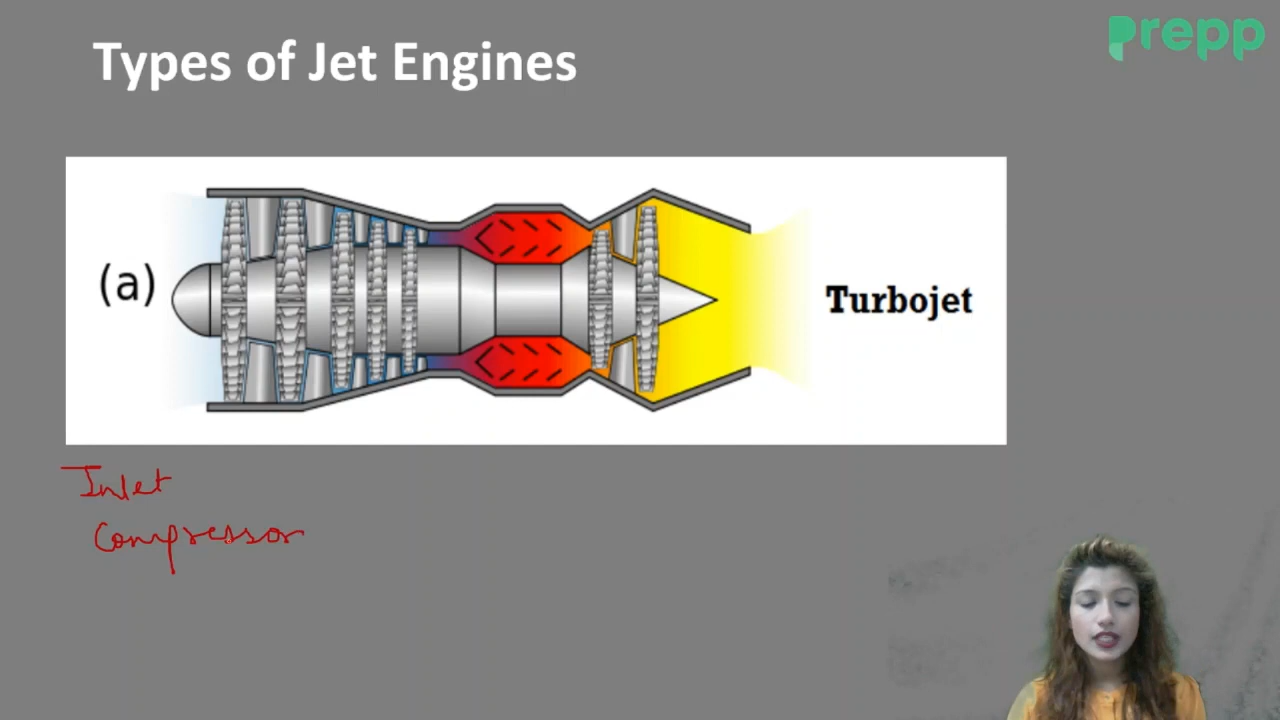 Types of Jet Engines
prepp
(a)
Turbojet
Inlet
Compressor